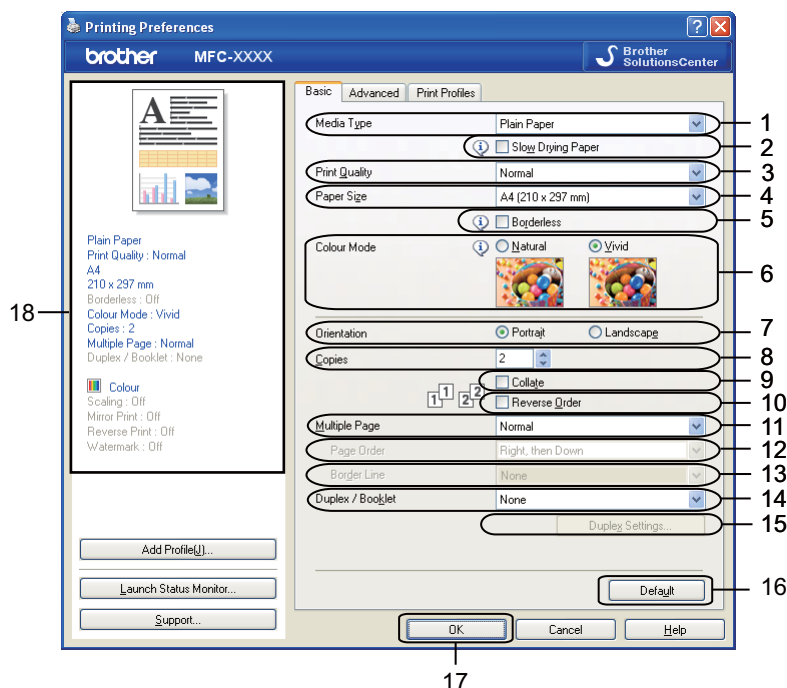 Printing Preferences
brother MFC-XXXX
Brother SolutionsCenter
A
Plain Paper
Print Quality : Normal
A4
210 x 297 mm
Borderless : Off
Colour Mode : Vivid
Copies : 2
Multiple Page : Normal
Duplex / Booklet : None
Colour
Scaling : Off
Mirror Print : Off
Reverse Print : Off
Watermark : Off
18
Add Profile(J)...
Launch Status Monitor...
Support...
Basic Advanced Print Profiles
Media Type Plain Paper 1
Slow Drying Paper 2
Print Quality Normal 3
Paper Size A4 (210 x 297 mm) 4
Borderless 5
Colour Mode Natural Vivid 6
Orientation Portrait Landscape 7
Copies 2 8
Collate 9
1 1 2 2
Reverse Order 10
Multiple Page Normal 11
Page Order Right, then Down 12
Border Line None 13
Duplex / Booklet None 14
Duplex Settings... 15
Default 16
OK Cancel Help
17